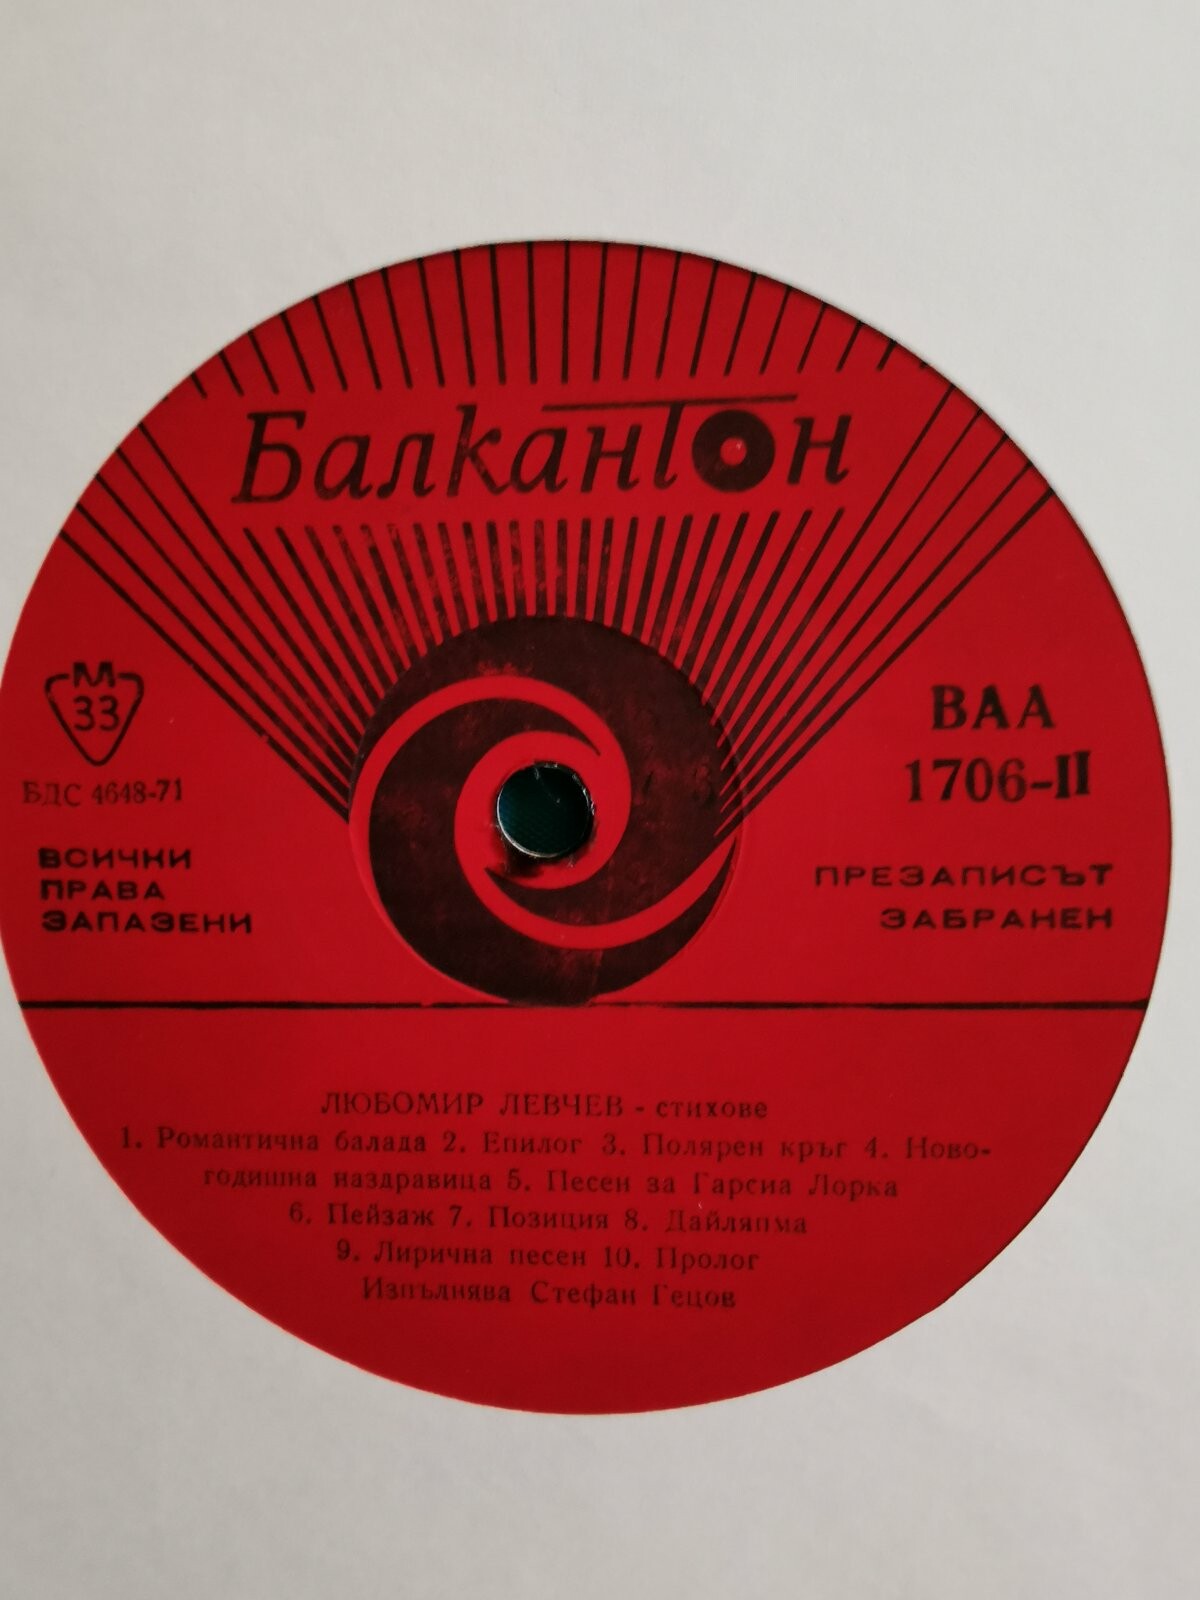 Балкантон
М
33
БДС 4648-71
ВСИЧКИ
ПРАВА
ЗАПАЗЕНИ
ВАА
1706-II
ПРЕЗАПИСЪТ
ЗАБРАНЕН
ЛЮБОМИР ЛЕВЧЕВ - стихове
1. Романтична балада 2. Епилог 3. Полярен кръг 4. Ново-
годишна наздравица 5. Песен за Гарсиа Лорка
6. Пейзаж 7. Позиция 8. Дайляпма
9. Лирична песен 10. Пролог
Изпълнява Стефан Гецов